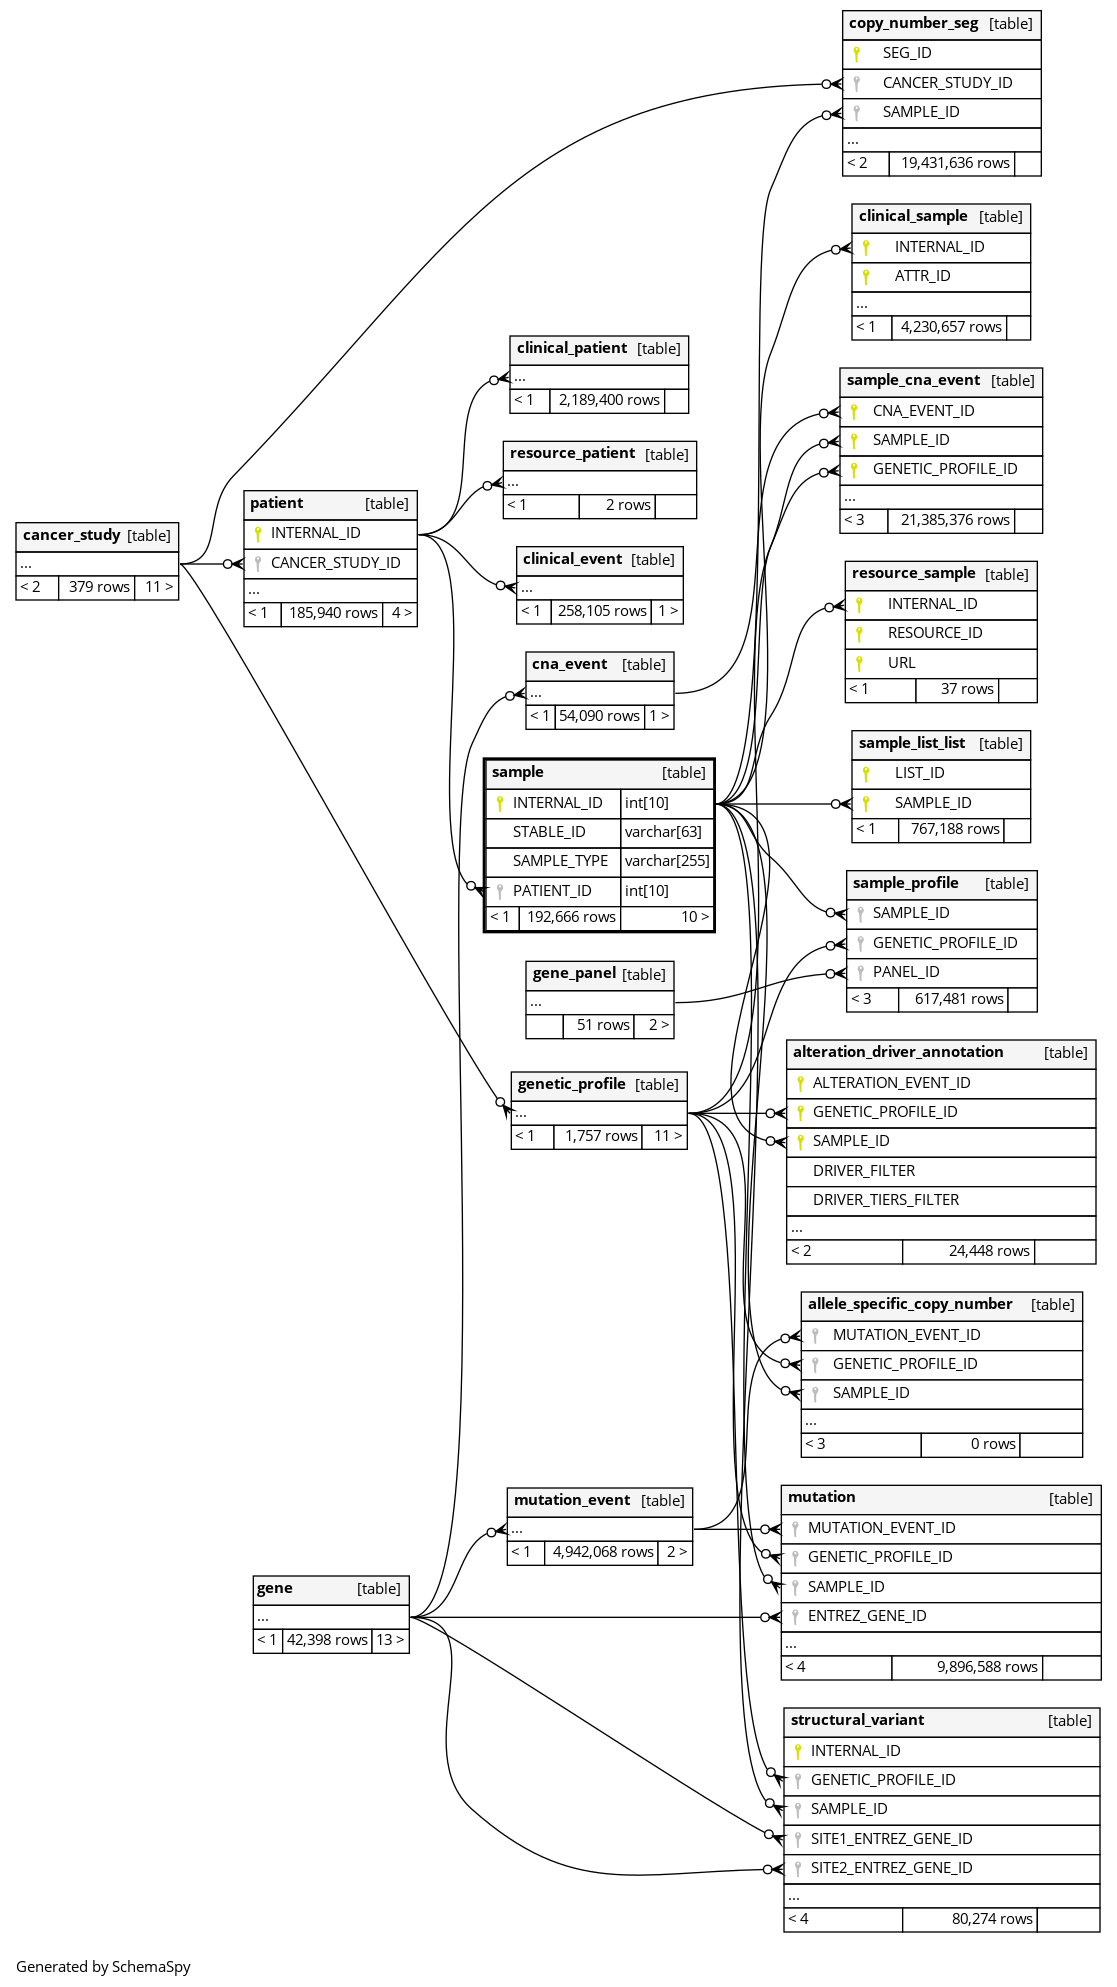 copy_number_seg [table]
SEG_ID
CANCER_STUDY_ID
SAMPLE_ID
...
< 2 19,431,636 rows
clinical_sample [table]
INTERNAL_ID
ATTR_ID
...
< 1 4,230,657 rows
clinical_patient [table]
...
< 1 2,189,400 rows
sample_cna_event [table]
CNA_EVENT_ID
SAMPLE_ID
GENETIC_PROFILE_ID
...
< 3 21,385,376 rows
resource_patient [table]
...
< 1 2 rows
patient [table]
INTERNAL_ID
CANCER_STUDY_ID
...
< 1 185,940 rows 4 >
cancer_study [table]
...
< 2 379 rows 11 >
clinical_event [table]
...
< 1 258,105 rows 1 >
resource_sample [table]
INTERNAL_ID
RESOURCE_ID
URL
< 1 37 rows
cna_event [table]
...
< 1 54,090 rows 1 >
sample_list_list [table]
LIST_ID
SAMPLE_ID
< 1 767,188 rows
sample [table]
INTERNAL_ID int[10]
STABLE_ID varchar[63]
SAMPLE_TYPE varchar[255]
PATIENT_ID int[10]
< 1 192,666 rows 10 >
sample_profile [table]
SAMPLE_ID
GENETIC_PROFILE_ID
PANEL_ID
< 3 617,481 rows
gene_panel [table]
...
51 rows 2 >
alteration_driver_annotation [table]
ALTERATION_EVENT_ID
GENETIC_PROFILE_ID
SAMPLE_ID
DRIVER_FILTER
DRIVER_TIERS_FILTER
...
< 2 24,448 rows
genetic_profile [table]
...
< 1 1,757 rows 11 >
allele_specific_copy_number [table]
MUTATION_EVENT_ID
GENETIC_PROFILE_ID
SAMPLE_ID
...
< 3 0 rows
mutation_event [table]
...
< 1 4,942,068 rows 2 >
mutation [table]
MUTATION_EVENT_ID
GENETIC_PROFILE_ID
SAMPLE_ID
ENTREZ_GENE_ID
...
< 4 9,896,588 rows
gene [table]
...
< 1 42,398 rows 13 >
structural_variant [table]
INTERNAL_ID
GENETIC_PROFILE_ID
SAMPLE_ID
SITE1_ENTREZ_GENE_ID
SITE2_ENTREZ_GENE_ID
...
< 4 80,274 rows
Generated by SchemaSpy